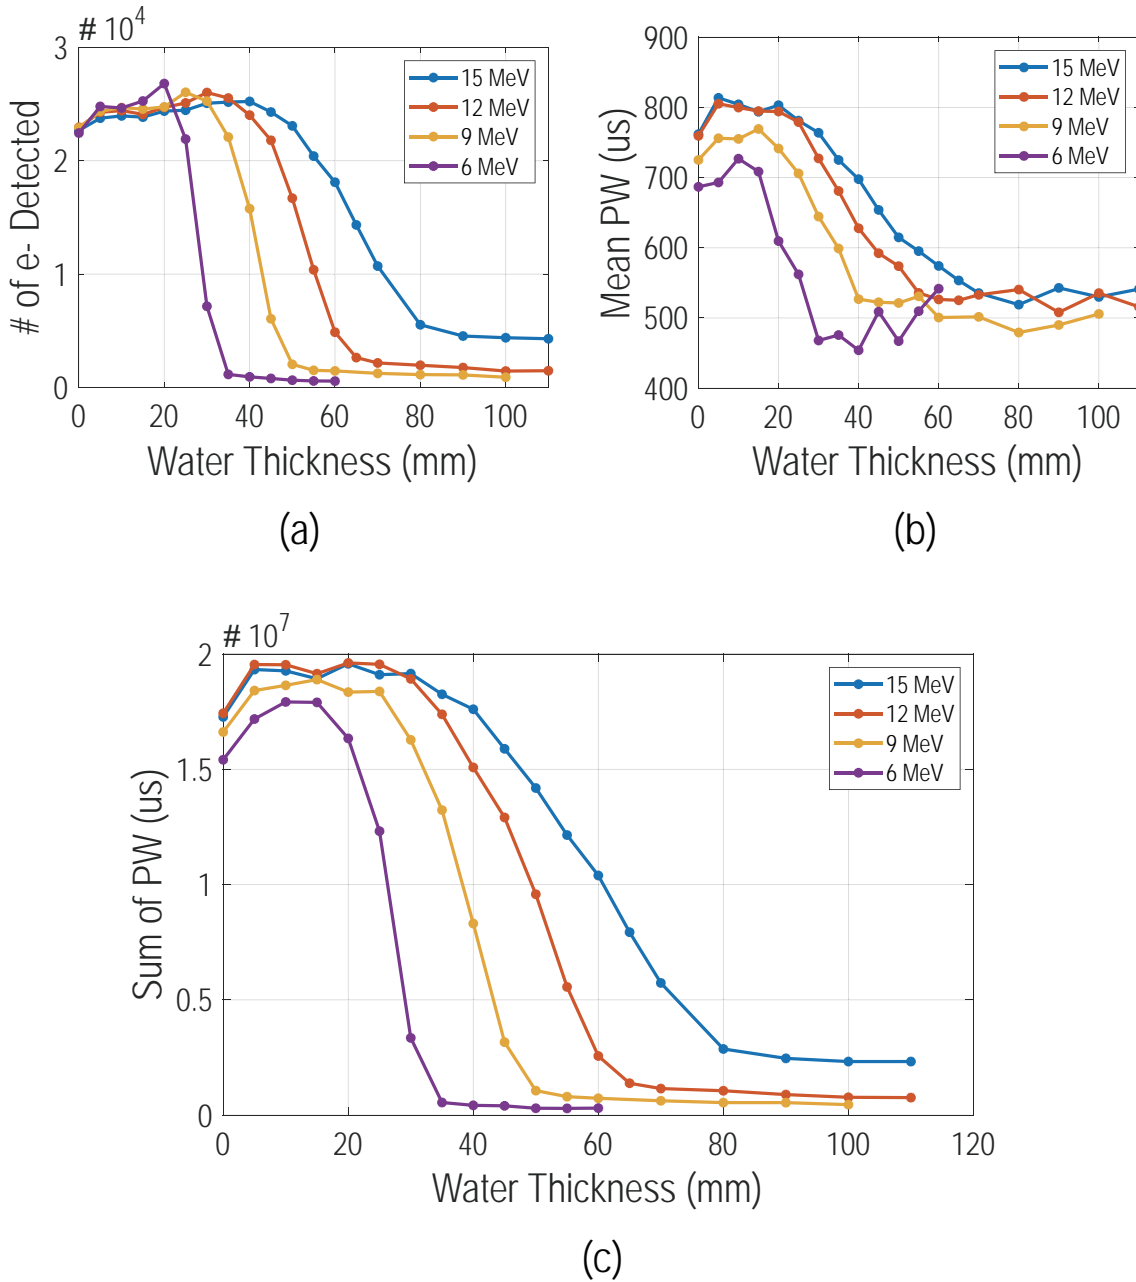 # 10^4
3
2
1
0
# of e- Detected
0 20 40 60 80 100
Water Thickness (mm)
15 MeV
12 MeV
9 MeV
6 MeV
(a)
900
800
700
600
500
400
Mean PW (us)
0 20 40 60 80 100
Water Thickness (mm)
15 MeV
12 MeV
9 MeV
6 MeV
(b)
# 10^7
2
1.5
1
0.5
0
Sum of PW (us)
0 20 40 60 80 100 120
Water Thickness (mm)
15 MeV
12 MeV
9 MeV
6 MeV
(c)